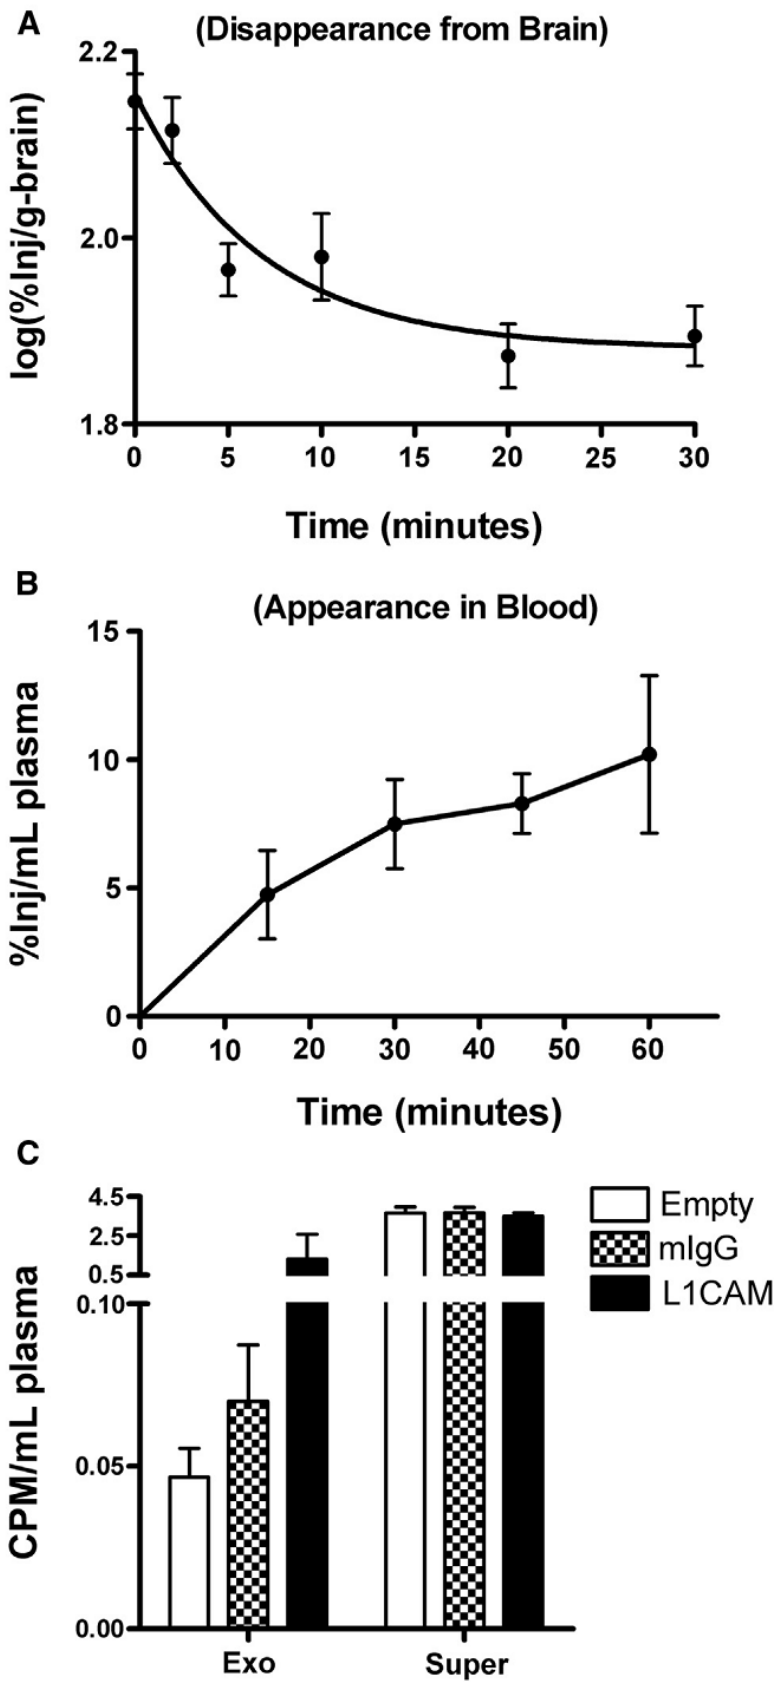 A
(Disappearance from Brain)
log(%Inj/g-brain)
2.2
2.0
1.8
0 5 10 15 20 25 30
Time (minutes)
B
(Appearance in Blood)
%Inj/mL plasma
15
10
5
0
0 10 20 30 40 50 60
Time (minutes)
C
CPM/mL plasma
4.5
2.5
0.5
0.10
0.05
0.00
Exo Super
Empty
mIgG
L1CAM